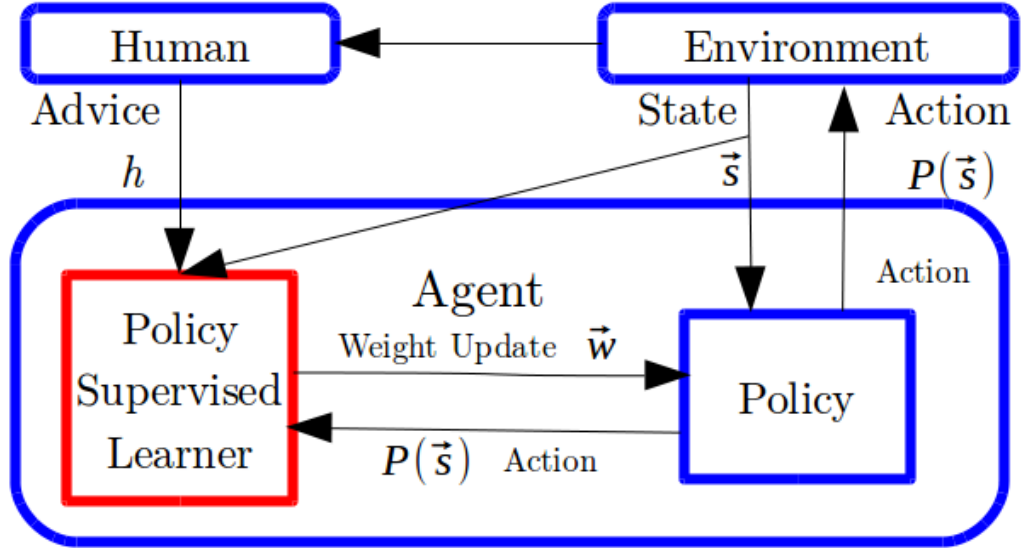 Human
Environment
Advice
State
Action
h
s⃗
P(s⃗)
Action
Agent
Weight Update w⃗
Policy
Supervised
Learner
Policy
P(s⃗) Action